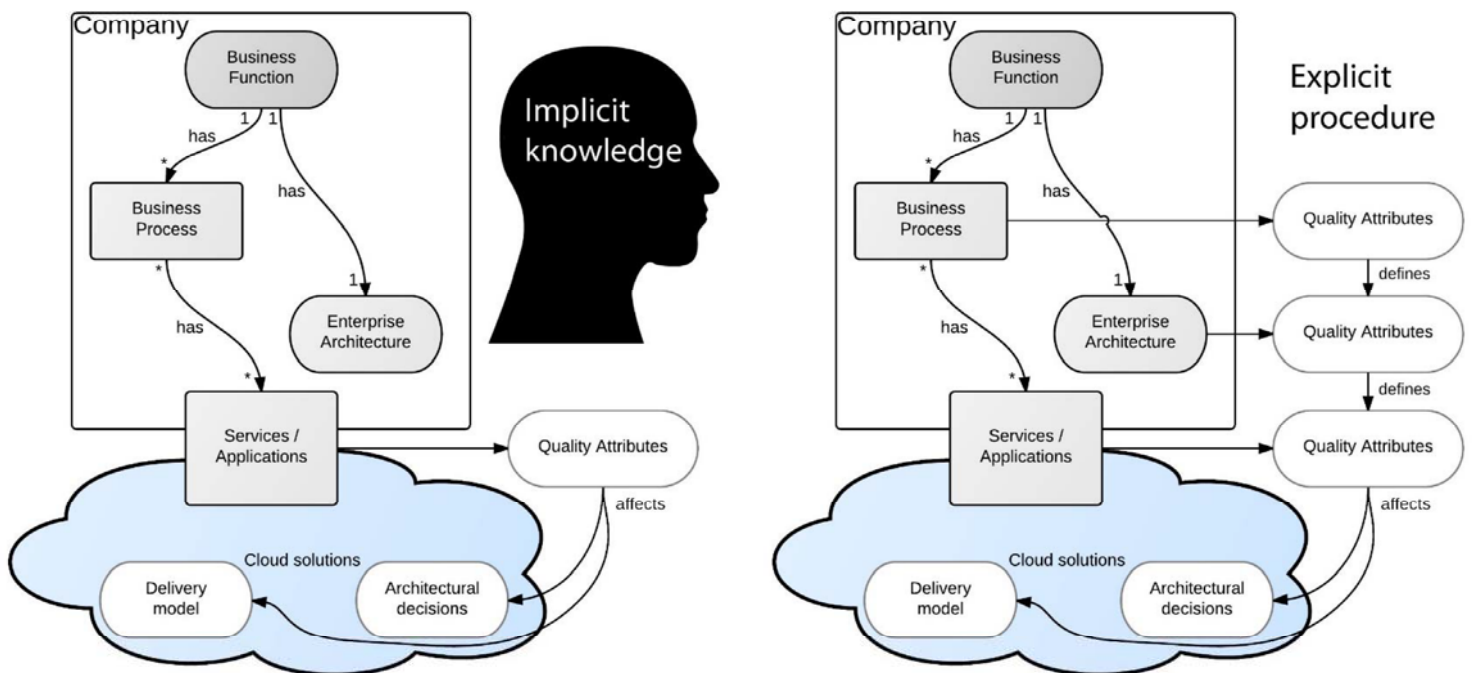 Company
Business
Function
1
1
has
*
has
Business
Process
*
1
has
Enterprise
Architecture
*
Services /
Applications
Quality Attributes
affects
Cloud solutions
Delivery
model
Architectural
decisions
Implicit
knowledge
Company
Business
Function
1
1
has
*
has
Business
Process
*
1
has
Enterprise
Architecture
*
Services /
Applications
Explicit
procedure
Quality Attributes
defines
Quality Attributes
defines
Quality Attributes
affects
Cloud solutions
Delivery
model
Architectural
decisions